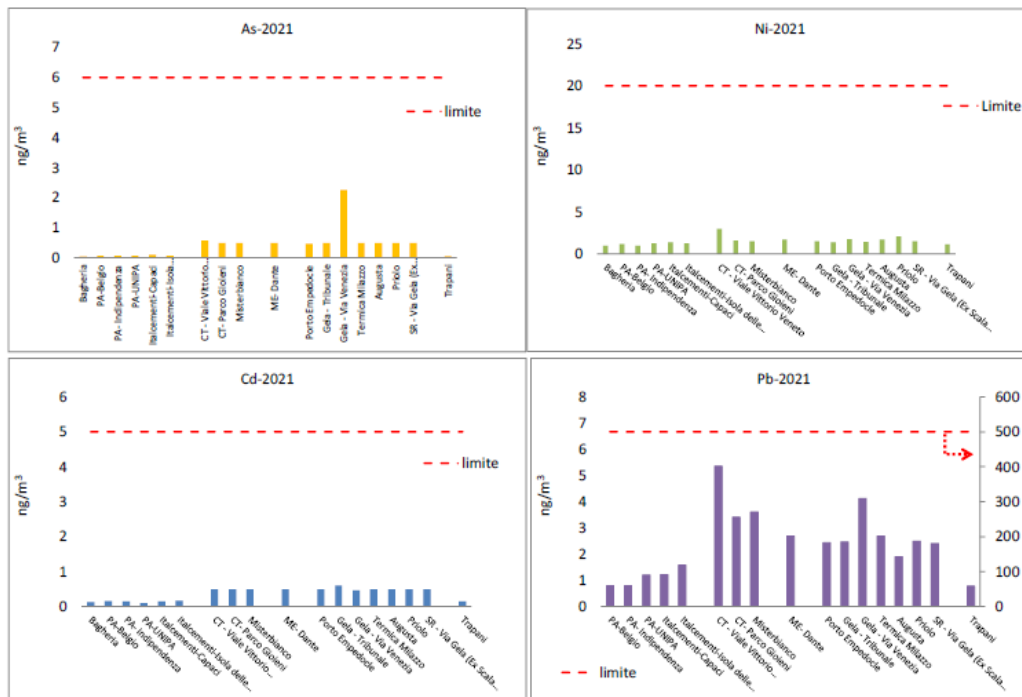 As-2021
7
6
5
4
3
2
1
0
ng/m³
limite
Bagheria
PA-Belgio
PA- Indipendenza
PA-UNIPA
Italcementi-Capaci
Italcementi-Isola...
CT - Viale Vittorio...
CT- Parco Gioieni
Misterbianco
ME- Dante
Porto Empedocle
Gela - Tribunale
Gela - Via Venezia
Termica Milazzo
Augusta
Priolo
SR - Via Gela (Ex...
Trapani
Ni-2021
25
20
15
10
5
0
ng/m³
Limite
Bagheria
PA-Belgio
PA- Indipendenza
PA-UNIPA
Italcementi-Capaci
Italcementi-Isola delle...
CT - Viale Vittorio Veneto
CT- Parco Gioieni
Misterbianco
ME- Dante
Porto Empedocle
Gela - Tribunale
Gela - Via Venezia
Termica Milazzo
Augusta
Priolo
SR - Via Gela (Ex Scala...
Trapani
Cd-2021
6
5
4
3
2
1
0
ng/m³
limite
Bagheria
PA-Belgio
PA- Indipendenza
PA-UNIPA
Italcementi-Capaci
Italcementi-Isola delle...
CT - Viale Vittorio...
CT- Parco Gioieni
Misterbianco
ME- Dante
Porto Empedocle
Gela - Tribunale
Gela - Via Venezia
Termica Milazzo
Augusta
Priolo
SR - Via Gela (Ex Scala...
Trapani
Pb-2021
8
7
6
5
4
3
2
1
0
ng/m³
600
500
400
300
200
100
0
PA-Belgio
PA- Indipendenza
PA-UNIPA
Italcementi-Capaci
Italcementi-Isola delle...
CT - Viale Vittorio...
CT- Parco Gioieni
Misterbianco
ME- Dante
Porto Empedocle
Gela - Tribunale
Gela - Via Venezia
Termica Milazzo
Augusta
Priolo
SR - Via Gela (Ex Scala...
Trapani
limite